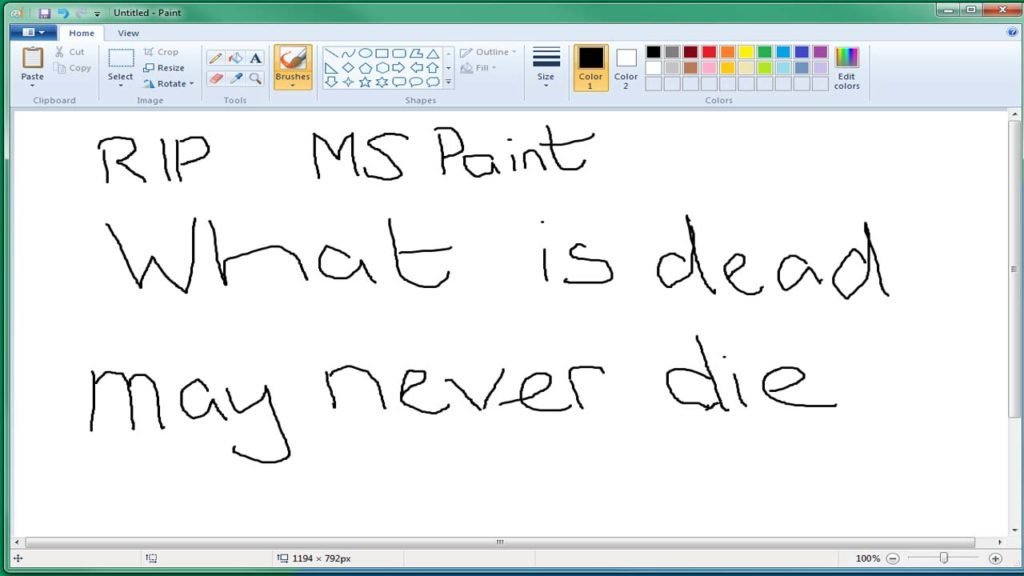 Untitled - Paint
Home View
Paste
Cut
Copy
Clipboard
Select
Crop
Resize
Rotate
Image
A
Tools
Brushes
Shapes
Outline
Fill
Size
Color 1
Color 2
Edit colors
Colors
RIP MS Paint
What is dead
may never die
1194 × 792px
100%